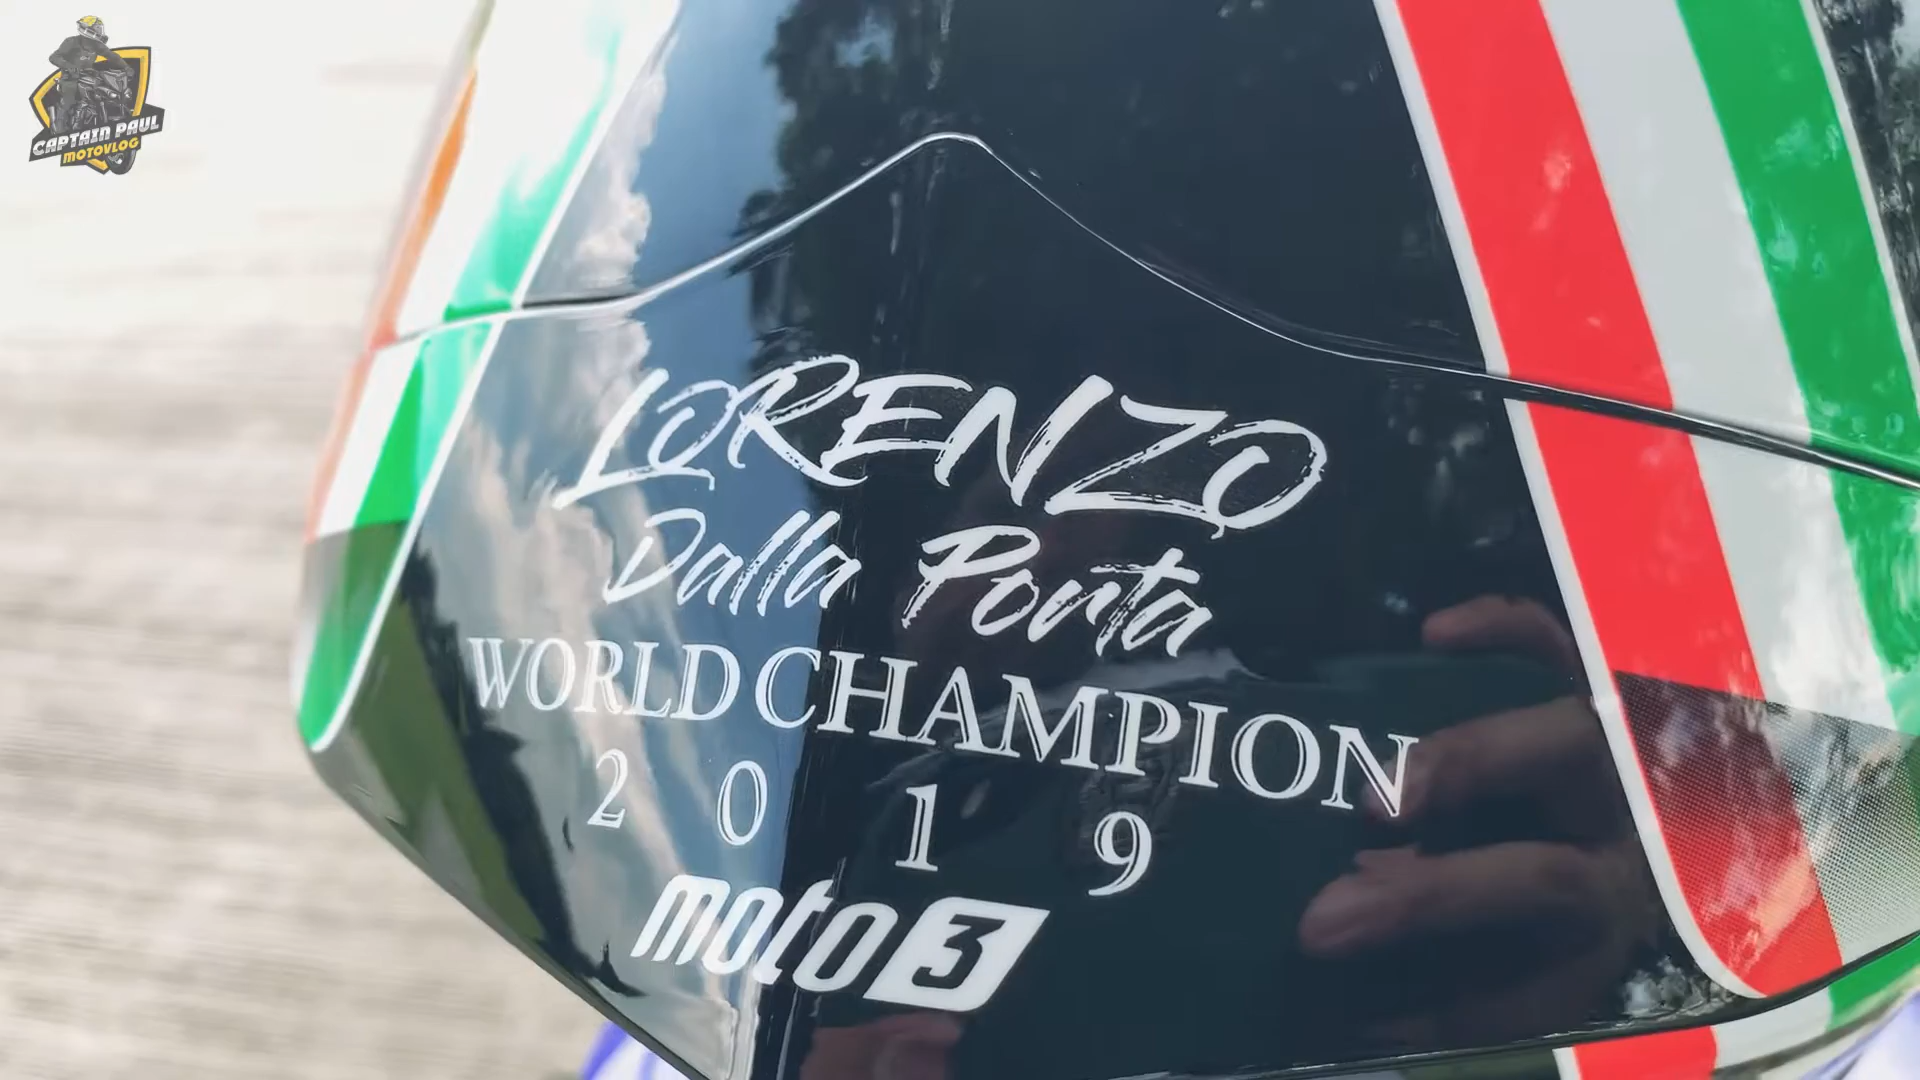 CAPTAIN PAUL
MOTOVLOG
LORENZO
Dalla Porta
WORLD CHAMPION
2 0 1 9
moto3